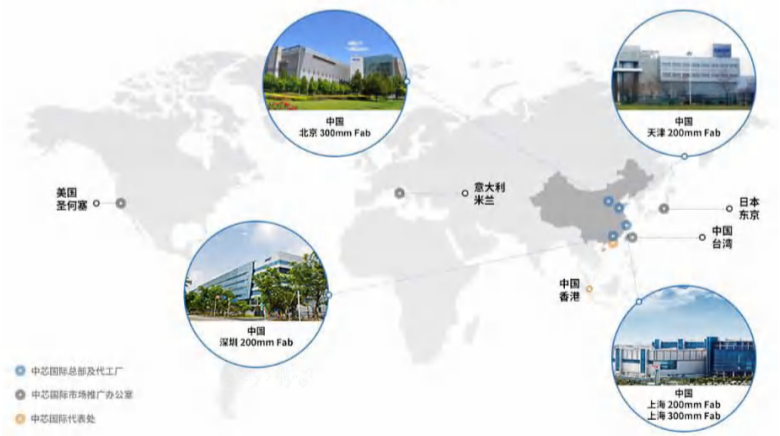 中国
北京 300mm Fab
中国
天津 200mm Fab
美国
圣何塞
意大利
米兰
日本
东京
中国
台湾
中国
香港
中国
深圳 200mm Fab
中国
上海 200mm Fab
上海 300mm Fab
中芯国际总部及代工厂
中芯国际市场推广办公室
中芯国际代表处